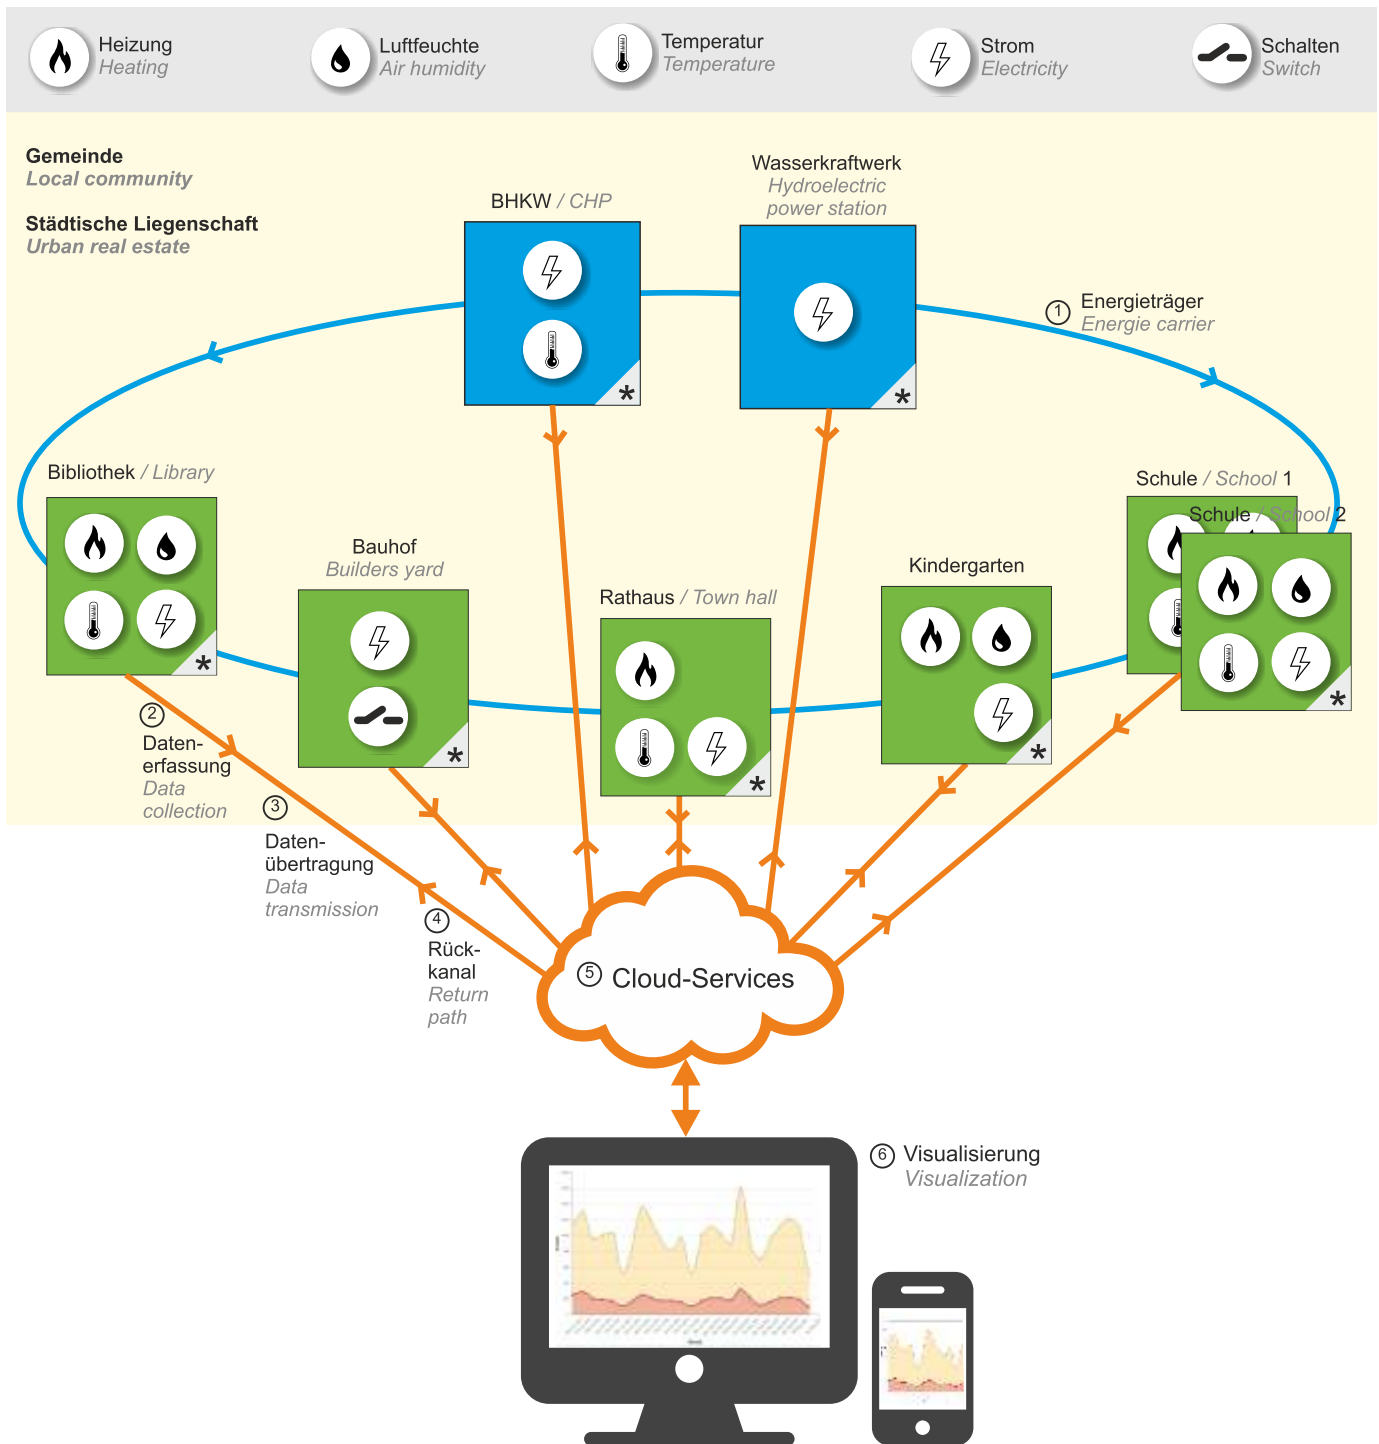 Heizung
Heating
Luftfeuchte
Air humidity
Temperatur
Temperature
Strom
Electricity
Schalten
Switch
Gemeinde
Local community
Städtische Liegenschaft
Urban real estate
BHKW / CHP
*
Wasserkraftwerk
Hydroelectric
power station
*
1 Energieträger
Energie carrier
Bibliothek / Library
*
Bauhof
Builders yard
*
Rathaus / Town hall
*
Kindergarten
*
Schule / School 1
Schule / School 2
*
2
Daten-
erfassung
Data
collection
3
Daten-
übertragung
Data
transmission
4
Rück-
kanal
Return
path
5 Cloud-Services
6 Visualisierung
Visualization